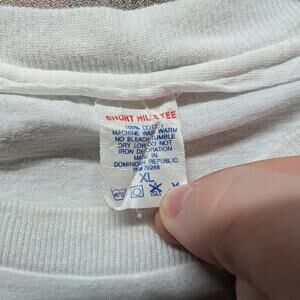 SHORT HILLS TEE
100% COTTON
MACHINE WASH WARM
NO BLEACH TUMBLE
DRY LOW DO NOT
IRON DECORATION
MADE IN
DOMINICAN REPUBLIC
XL